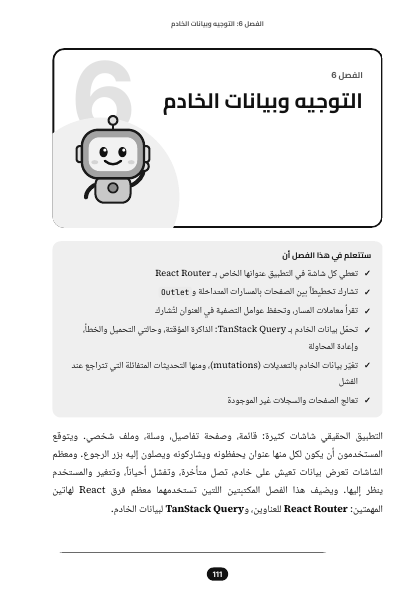 الفصل 6: التوجيه وبيانات الخادم
6
الفصل 6
التوجيه وبيانات الخادم
ستتعلم في هذا الفصل أن
✓ تعطي كل شاشة في التطبيق عنوانها الخاص بـ React Router
✓ تشارك تخطيطاً بين الصفحات بالمسارات المتداخلة و Outlet
✓ تقرأ معاملات المسار، وتحفظ عوامل التصفية في العنوان لتُشارك
✓ تحمّل بيانات الخادم بـ TanStack Query: الذاكرة المؤقتة، وحالتي التحميل والخطأ،
وإعادة المحاولة
✓ تغيّر بيانات الخادم بالتعديلات (mutations)، ومنها التحديثات المتفائلة التي تتراجع عند
الفشل
✓ تعالج الصفحات والسجلات غير الموجودة
التطبيق الحقيقي شاشات كثيرة: قائمة، وصفحة تفاصيل، وسلة، وملف شخصي. ويتوقع
المستخدمون أن يكون لكل منها عنوان يحفظونه ويشاركونه ويصلون إليه بزر الرجوع. ومعظم
الشاشات تعرض بيانات تعيش على خادم، تصل متأخرة، وتفشل أحياناً، وتتغير والمستخدم
ينظر إليها. ويضيف هذا الفصل المكتبتين اللتين تستخدمهما معظم فرق React لهاتين
المهمتين: React Router للعناوين، وTanStack Query لبيانات الخادم.
111